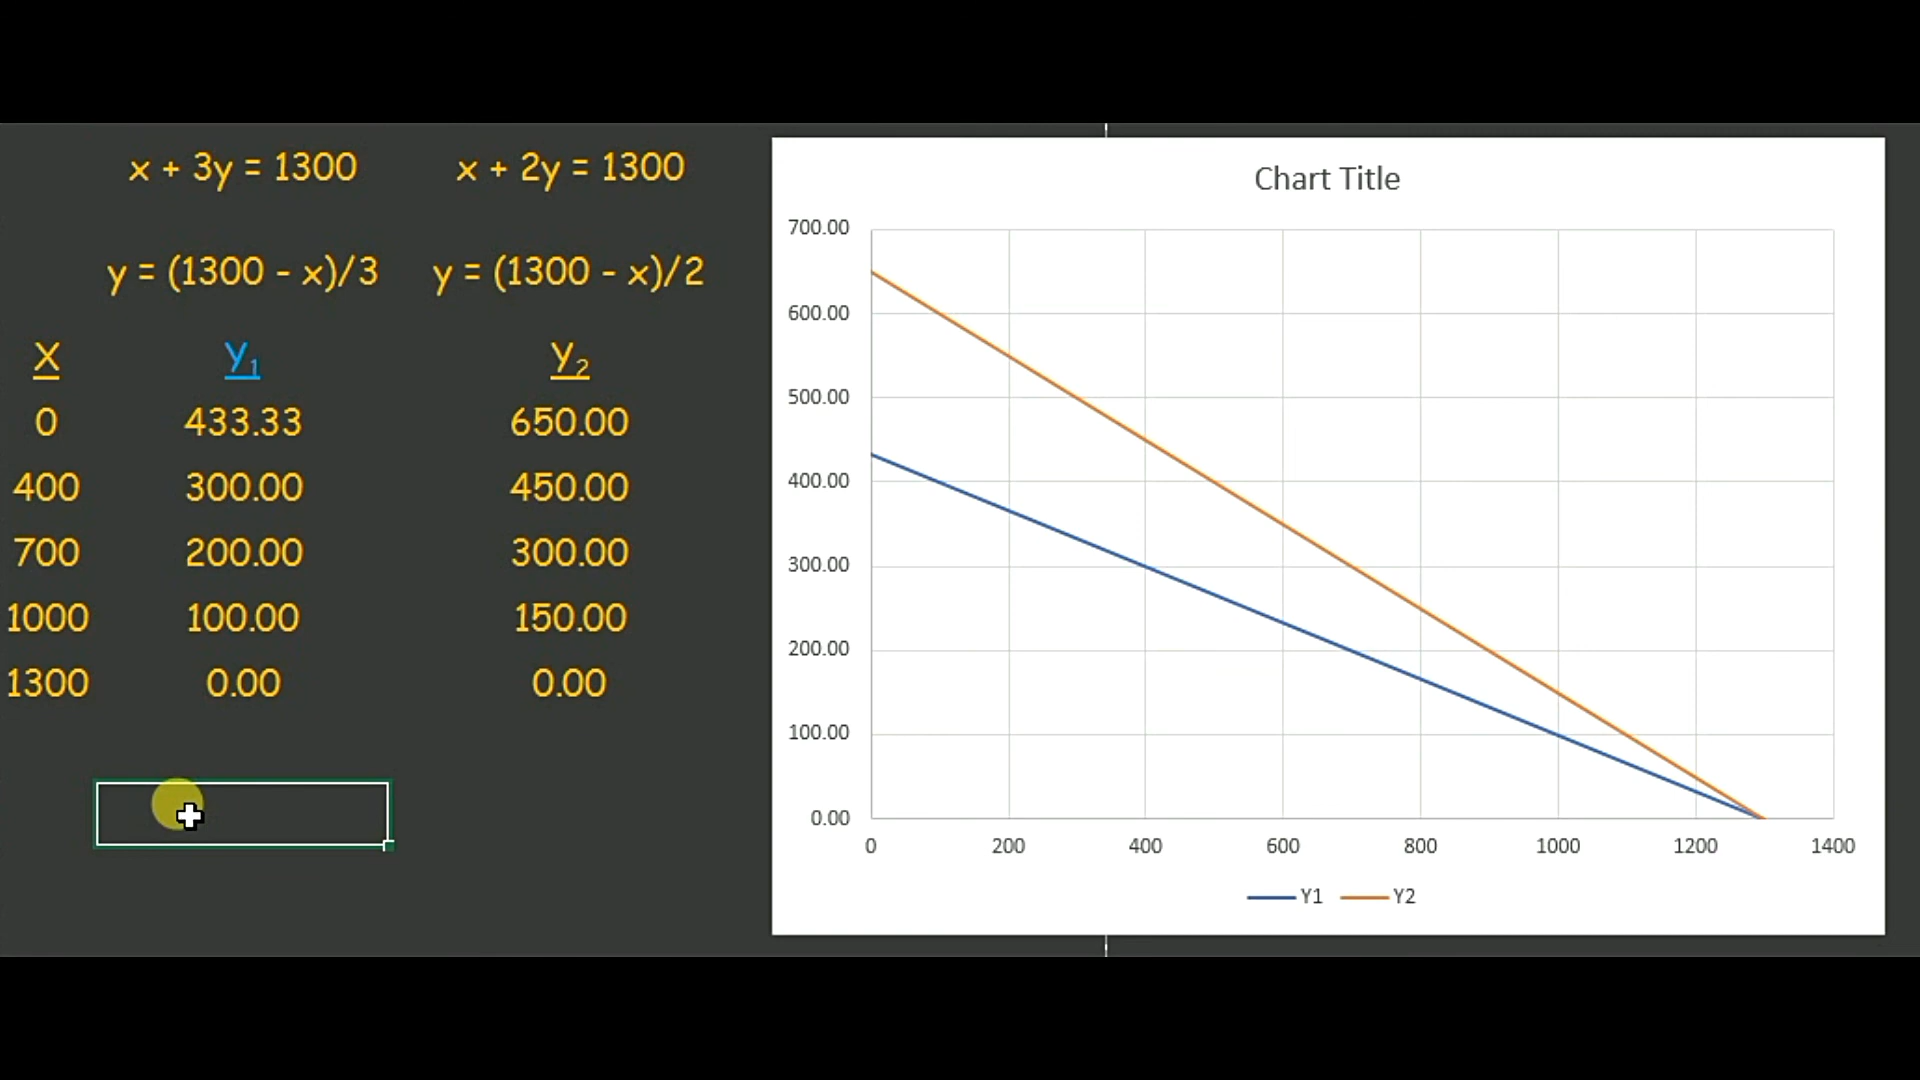 x + 3y = 1300 x + 2y = 1300
y = (1300 - x)/3 y = (1300 - x)/2
X Y₁ Y₂
0 433.33 650.00
400 300.00 450.00
700 200.00 300.00
1000 100.00 150.00
1300 0.00 0.00
Chart Title
700.00
600.00
500.00
400.00
300.00
200.00
100.00
0.00
0 200 400 600 800 1000 1200 1400
Y1 Y2